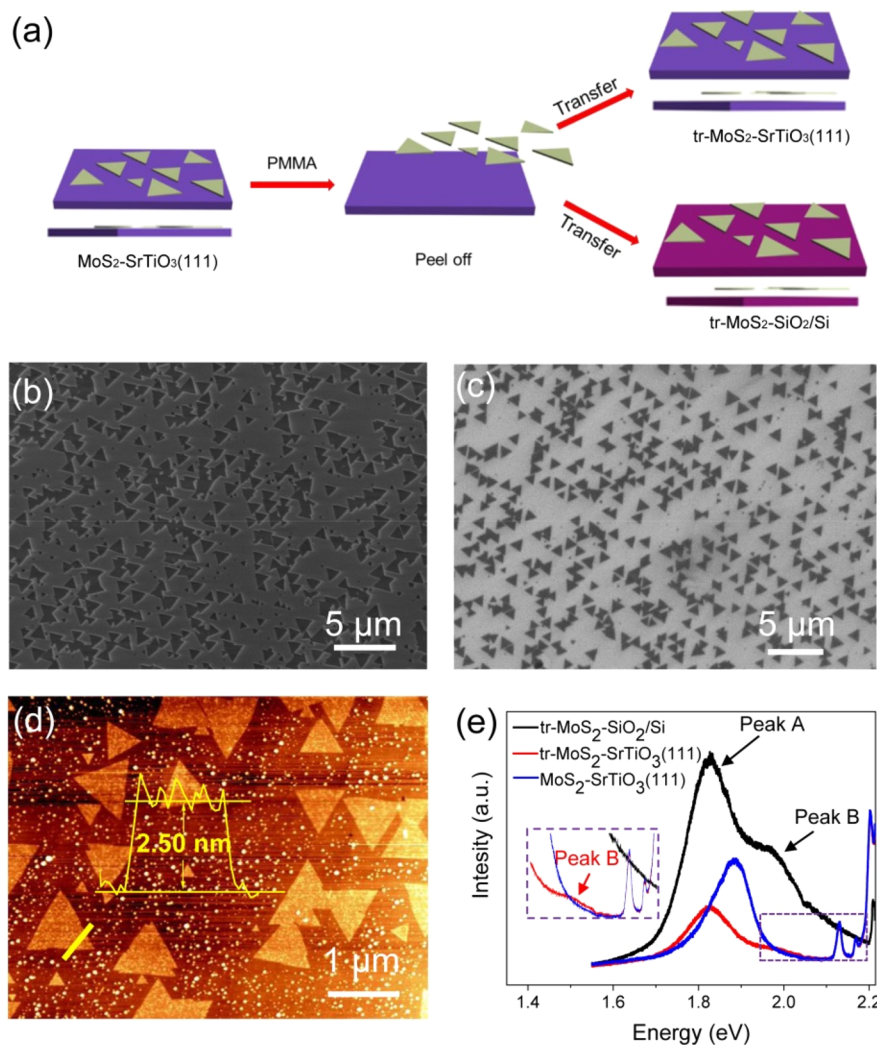 (a)
PMMA
Transfer
Transfer
MoS2-SrTiO3(111)
Peel off
tr-MoS2-SrTiO3(111)
tr-MoS2-SiO2/Si
(b)
5 μm
(c)
5 μm
(d)
2.50 nm
1 μm
(e)
tr-MoS2-SiO2/Si
tr-MoS2-SrTiO3(111)
MoS2-SrTiO3(111)
Peak A
Peak B
Peak B
Intesity (a.u.)
1.4 1.6 1.8 2.0 2.2
Energy (eV)